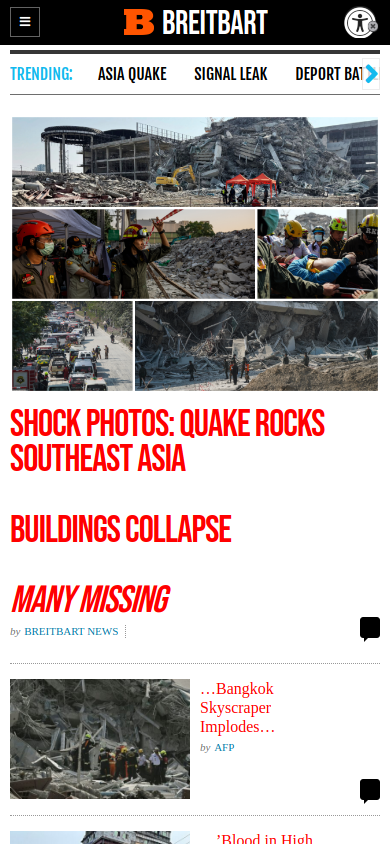 B BREITBART
TRENDING: ASIA QUAKE SIGNAL LEAK DEPORT BAT
SHOCK PHOTOS: QUAKE ROCKS
SOUTHEAST ASIA
BUILDINGS COLLAPSE
MANY MISSING
by BREITBART NEWS
…Bangkok
Skyscraper
Implodes…
by AFP
…'Blood in High